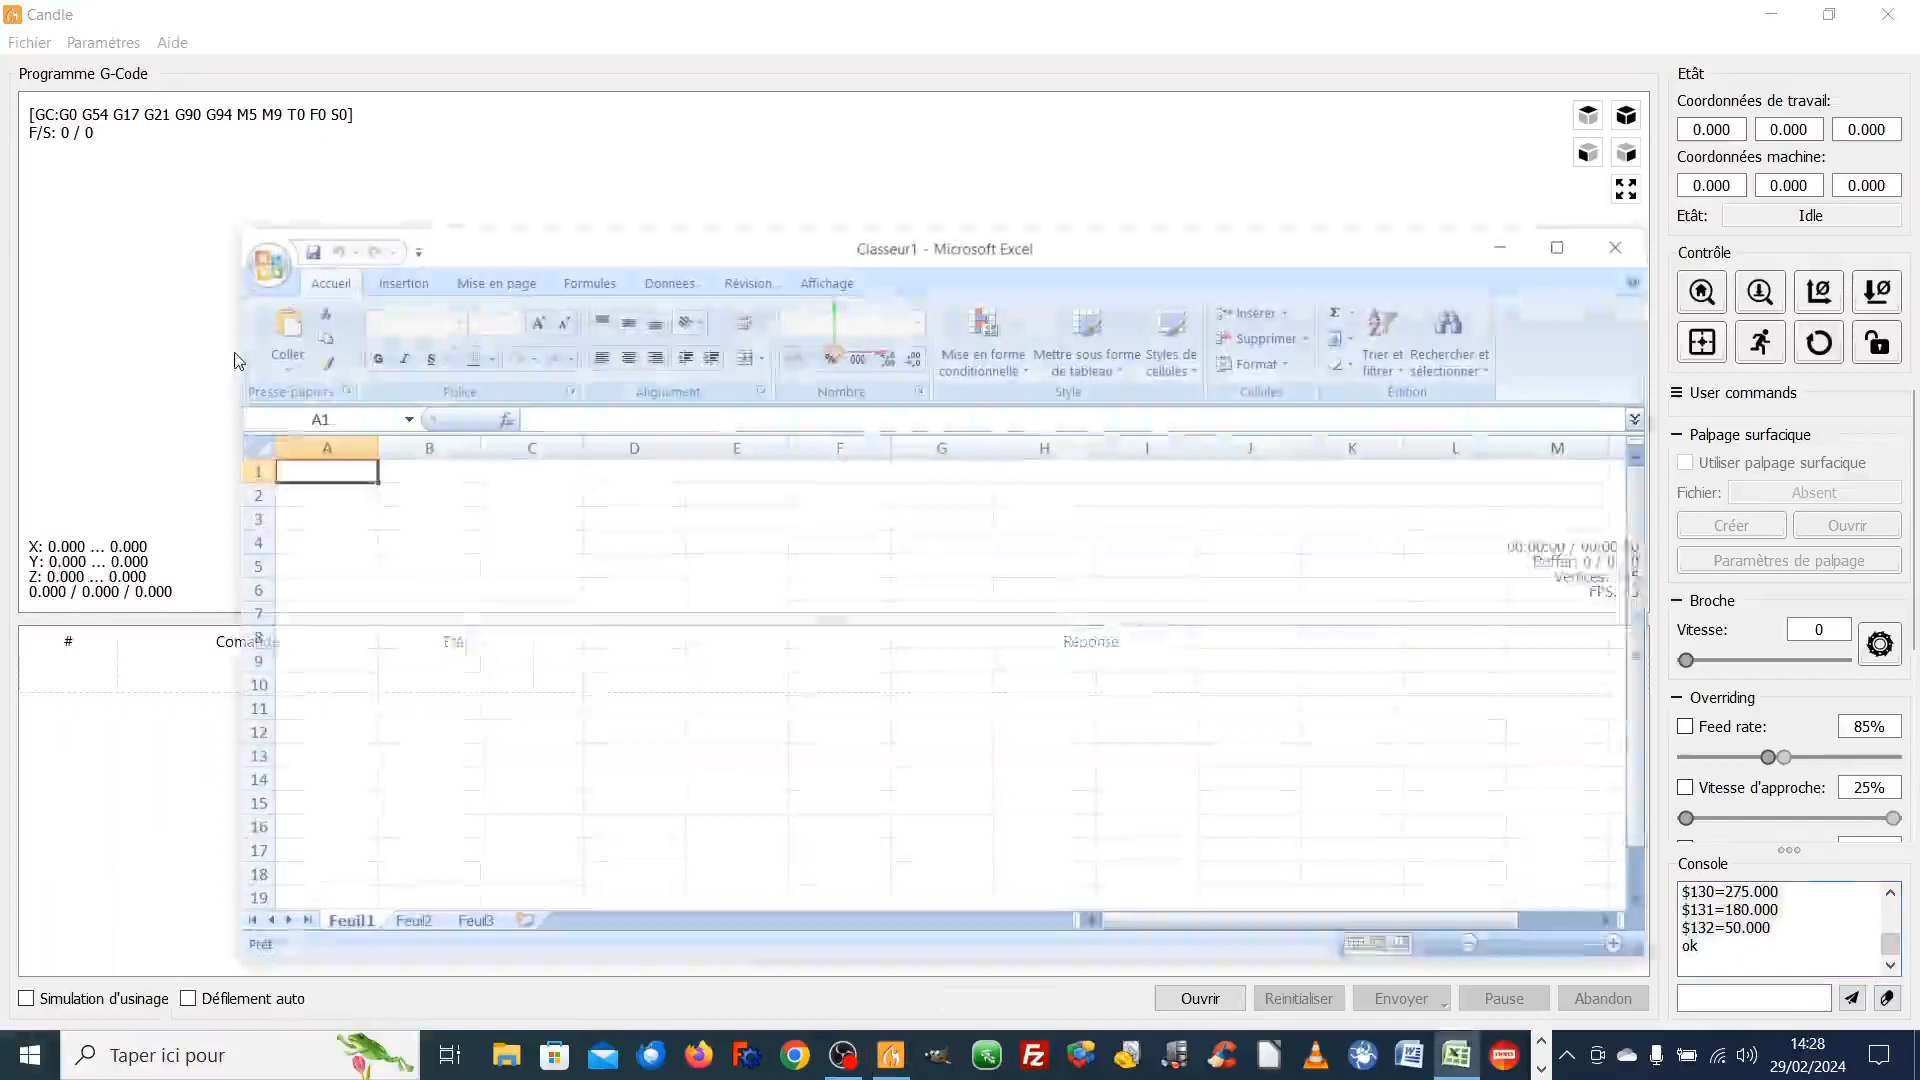 Candle
Fichier Paramètres Aide
Programme G-Code
[GC:G0 G54 G17 G21 G90 G94 M5 M9 T0 F0 S0]
F/S: 0 / 0
Classeur1 - Microsoft Excel
Accueil Insertion Mise en page Formules Données Révision Affichage
Coller
G I S
% 000
Mise en forme conditionnelle
Mettre sous forme de tableau
Styles de cellules
Insérer
Supprimer
Format
Σ
Trier et filtrer
Rechercher et sélectionner
Presse-papiers Police Alignement Nombre Style Cellules Édition
A1 fx
A B C D E F G H I J K L M
1
2
3
4
5
6
7
8
9
10
11
12
13
14
15
16
17
18
19
Feuil1 Feuil2 Feuil3
Prêt
X: 0.000 ... 0.000
Y: 0.000 ... 0.000
Z: 0.000 ... 0.000
0.000 / 0.000 / 0.000
Vertices:
FPS:
# Réponse
Simulation d'usinage Défilement auto
Ouvrir Reinitialiser Envoyer Pause Abandon
Etât
Coordonnées de travail:
0.000 0.000 0.000
Coordonnées machine:
0.000 0.000 0.000
Etât: Idle
Contrôle
User commands
Palpage surfacique
Utiliser palpage surfacique
Fichier: Absent
Créer Ouvrir
Paramètres de palpage
Broche
Vitesse: 0
Overriding
Feed rate: 85%
Vitesse d'approche: 25%
Console
$130=275.000
$131=180.000
$132=50.000
ok
Taper ici pour
14:28
29/02/2024